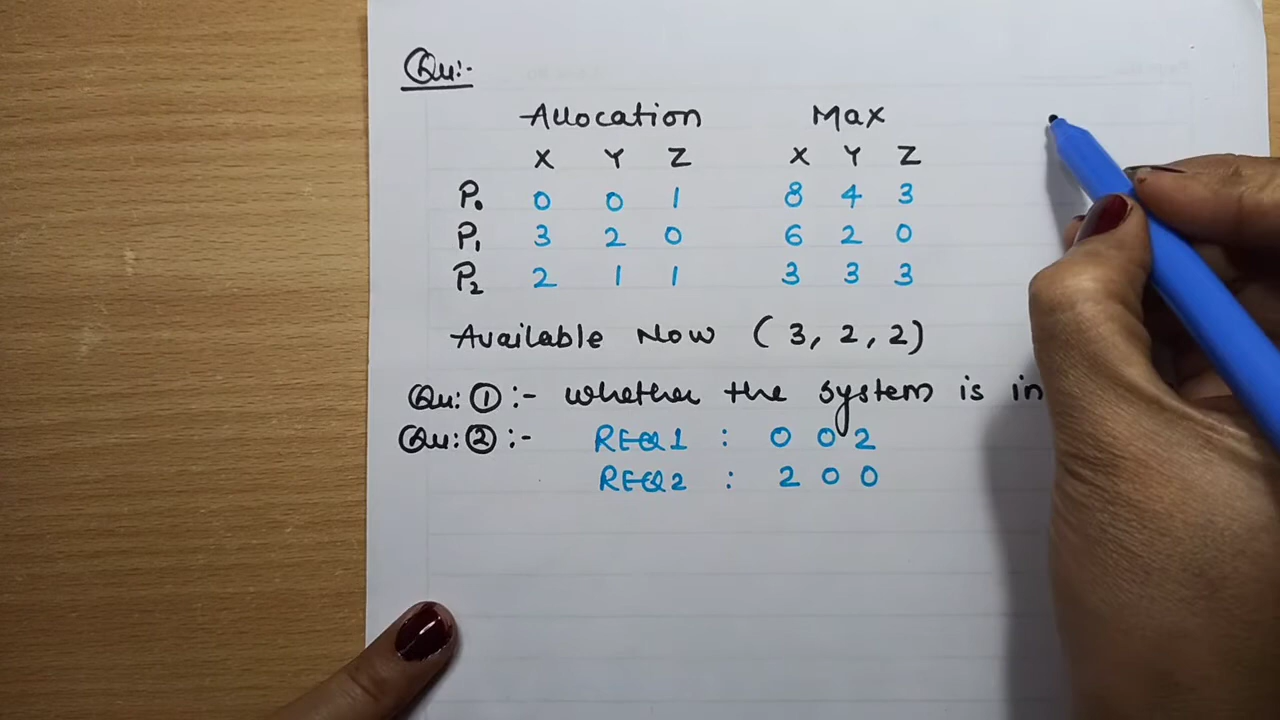 Qu:-
Allocation Max
X Y Z X Y Z
P0 0 0 1 8 4 3
P1 3 2 0 6 2 0
P2 2 1 1 3 3 3
Available Now (3, 2, 2)
Qu: ① :- whether the system is in
Qu: ② :- REQ1 : 0 0 2
REQ2 : 2 0 0